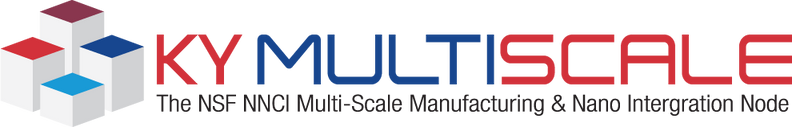 KY MULTISCALE
The NSF NNCI Multi-Scale Manufacturing & Nano Intergration Node